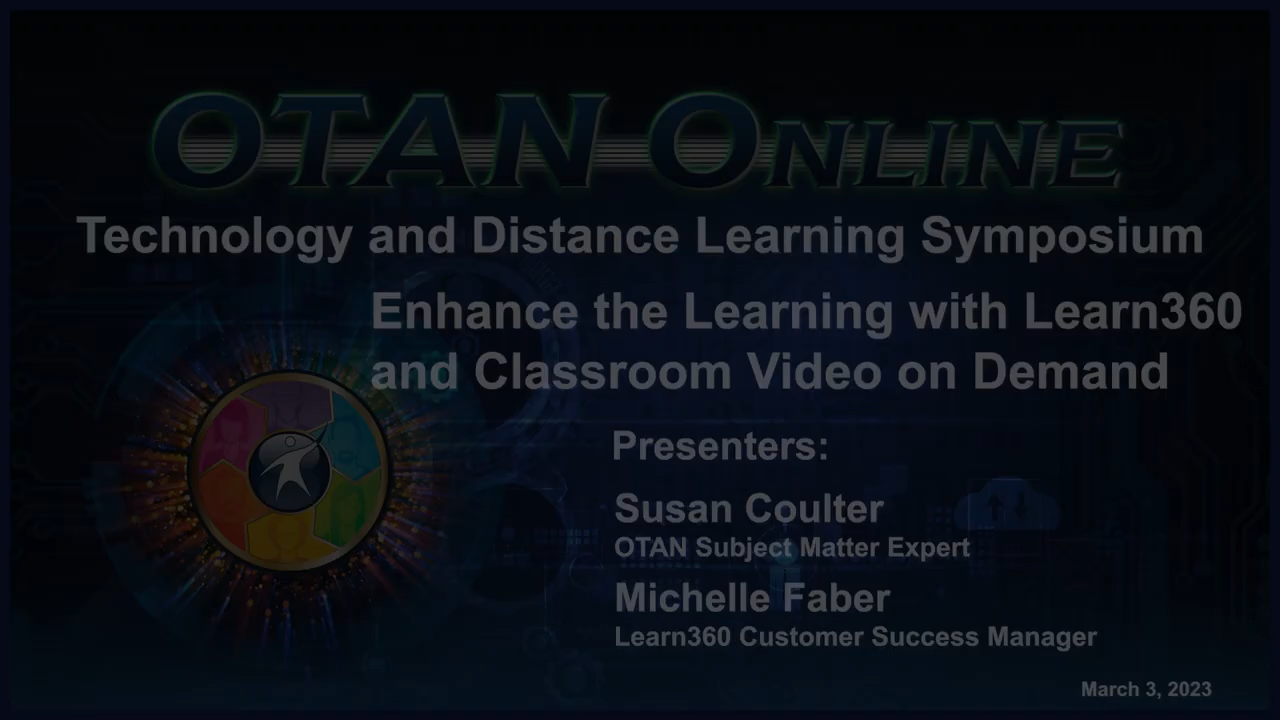 OTAN ONLINE
Technology and Distance Learning Symposium
Enhance the Learning with Learn360
and Classroom Video on Demand
Presenters:
Susan Coulter
OTAN Subject Matter Expert
Michelle Faber
Learn360 Customer Success Manager
March 3, 2023